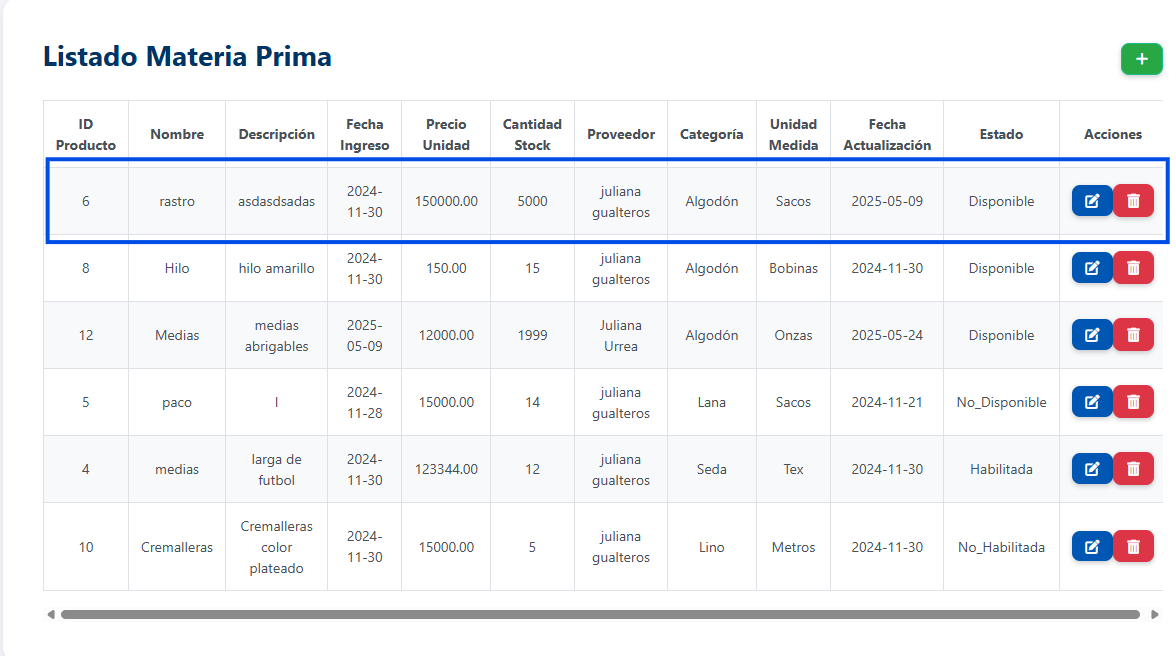 Listado Materia Prima
+
ID Producto Nombre Descripción Fecha Ingreso Precio Unidad Cantidad Stock Proveedor Categoría Unidad Medida Fecha Actualización Estado Acciones
6 rastro asdasdsadas 2024-11-30 150000.00 5000 juliana gualteros Algodón Sacos 2025-05-09 Disponible
8 Hilo hilo amarillo 2024-11-30 150.00 15 juliana gualteros Algodón Bobinas 2024-11-30 Disponible
12 Medias medias abrigables 2025-05-09 12000.00 1999 Juliana Urrea Algodón Onzas 2025-05-24 Disponible
5 paco l 2024-11-28 15000.00 14 juliana gualteros Lana Sacos 2024-11-21 No_Disponible
4 medias larga de futbol 2024-11-30 123344.00 12 juliana gualteros Seda Tex 2024-11-30 Habilitada
10 Cremalleras Cremalleras color plateado 2024-11-30 15000.00 5 juliana gualteros Lino Metros 2024-11-30 No_Habilitada